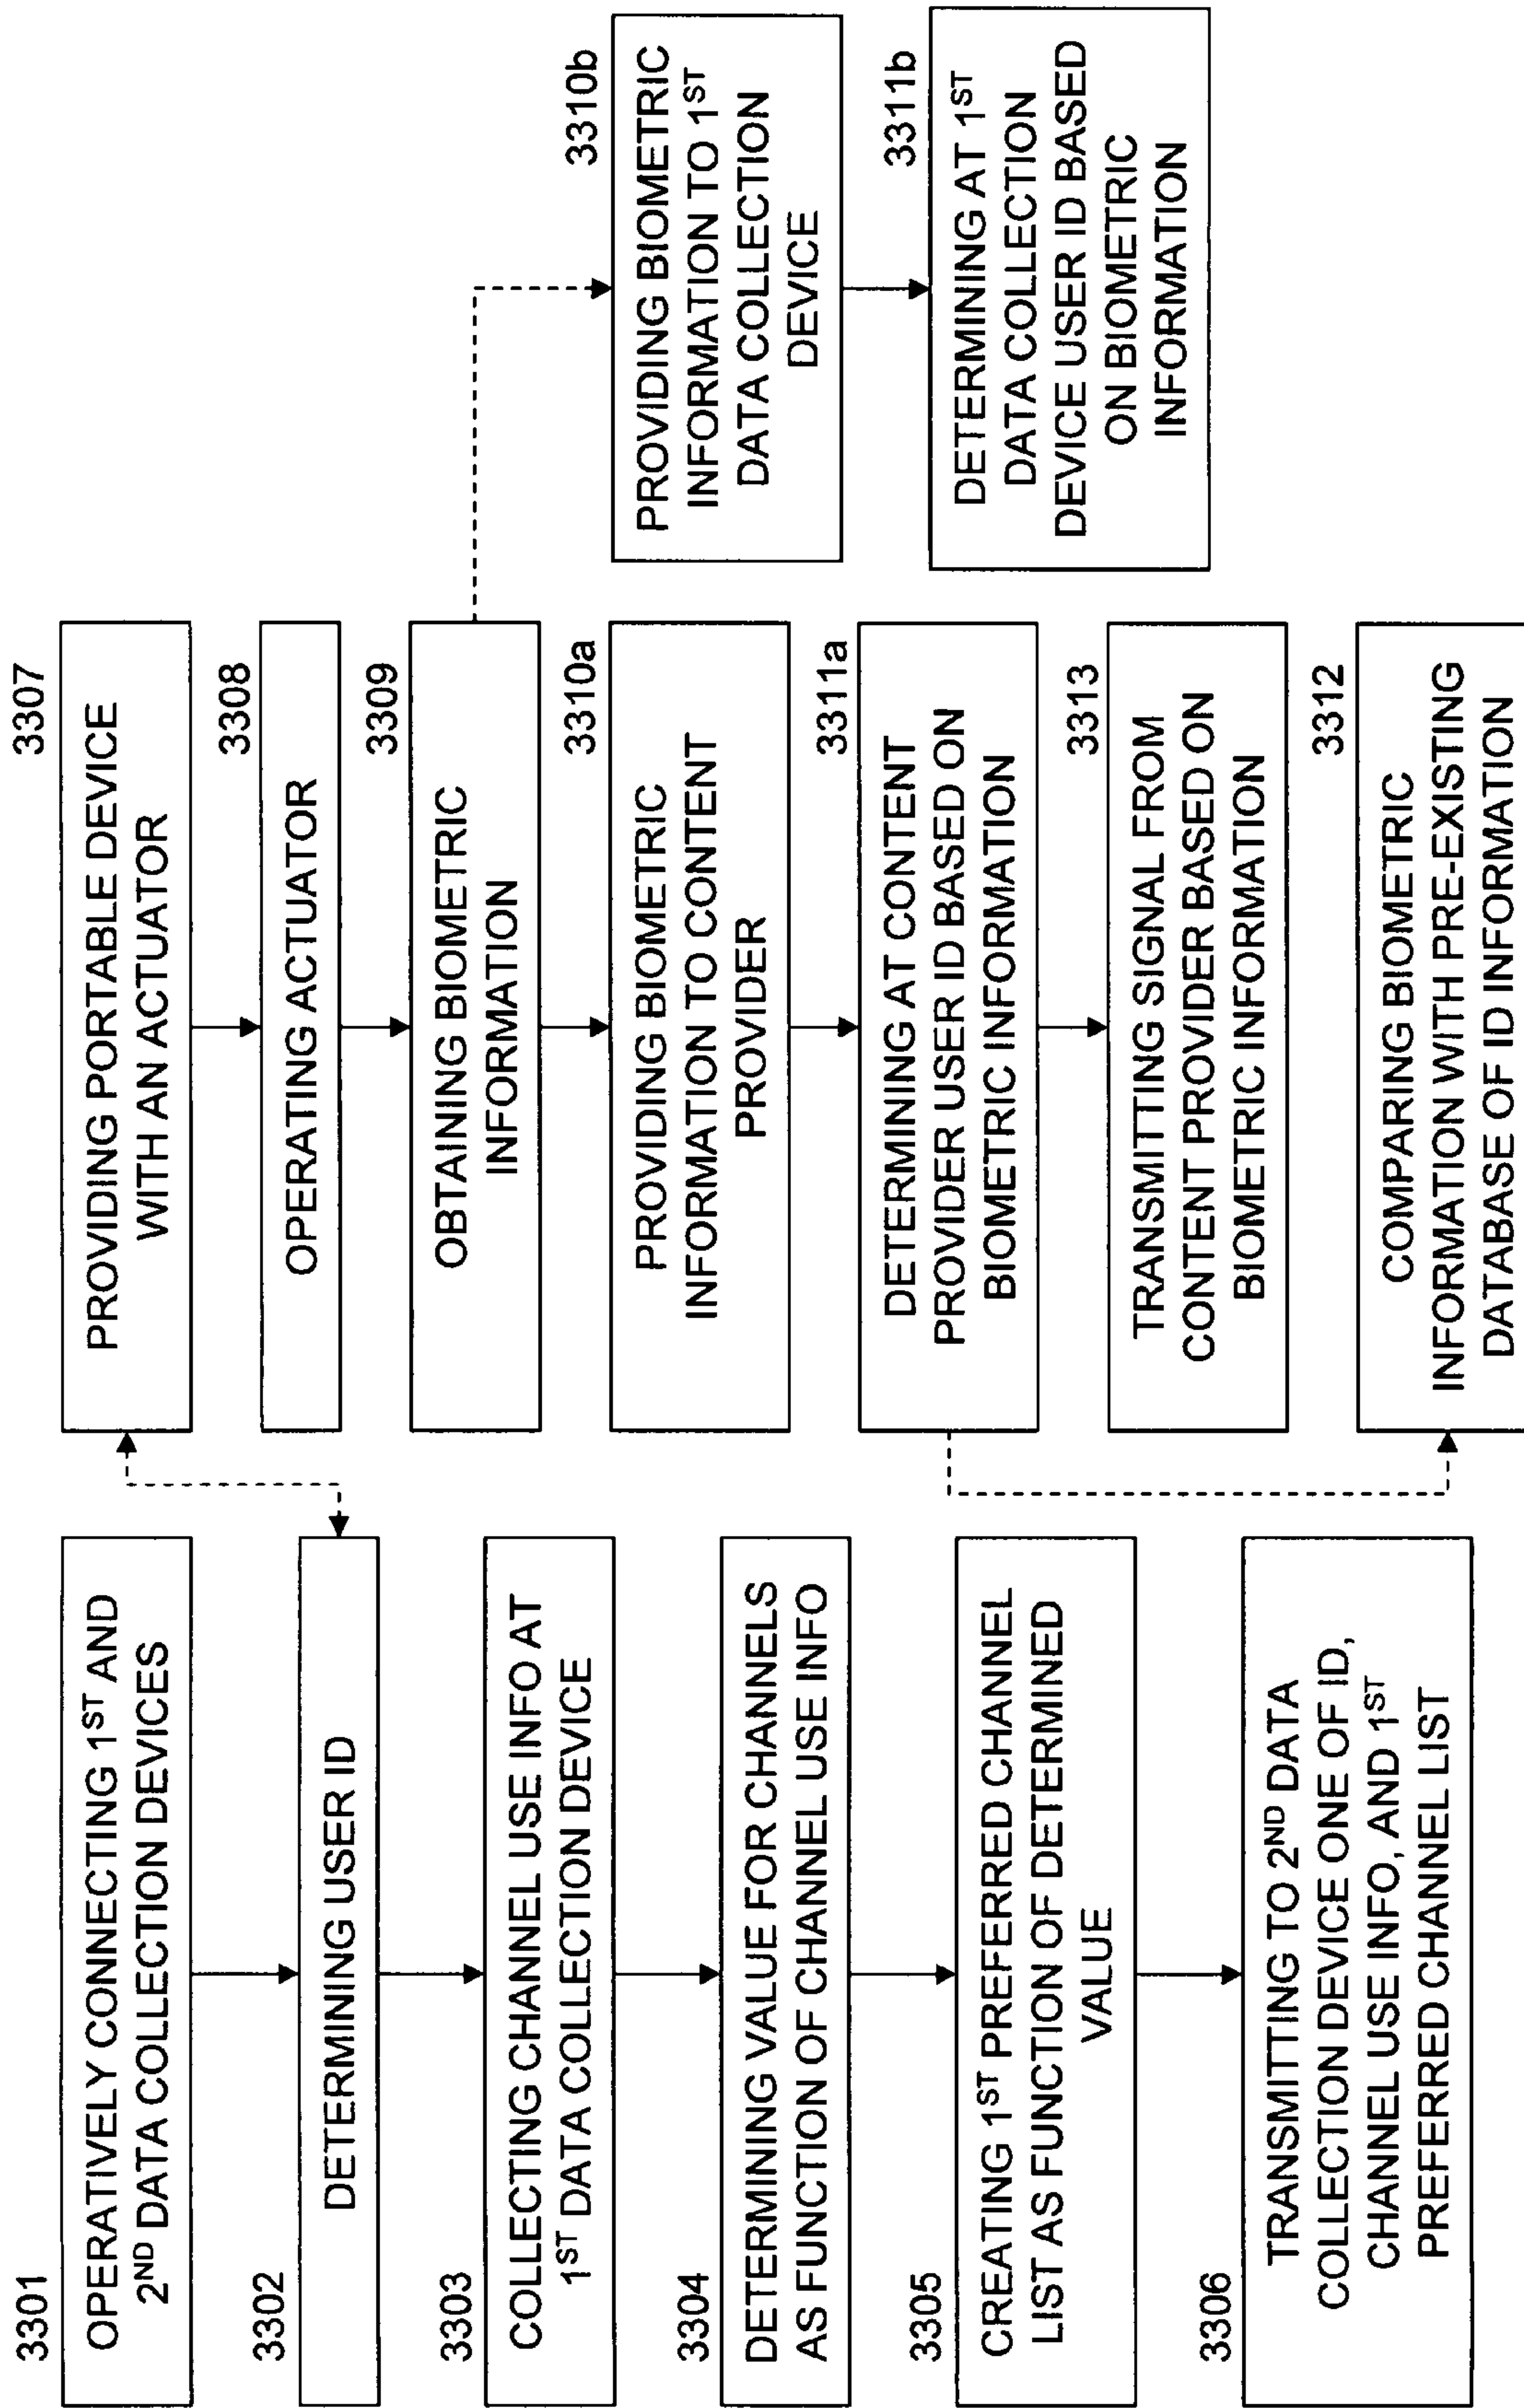 3301
OPERATIVELY CONNECTING 1ST AND
2ND DATA COLLECTION DEVICES
3302
DETERMINING USER ID
3303
COLLECTING CHANNEL USE INFO AT
1ST DATA COLLECTION DEVICE
3304
DETERMINING VALUE FOR CHANNELS
AS FUNCTION OF CHANNEL USE INFO
3305
CREATING 1ST PREFERRED CHANNEL
LIST AS FUNCTION OF DETERMINED
VALUE
3306
TRANSMITTING TO 2ND DATA
COLLECTION DEVICE ONE OF ID,
CHANNEL USE INFO, AND 1ST
PREFERRED CHANNEL LIST
3307
PROVIDING PORTABLE DEVICE
WITH AN ACTUATOR
3308
OPERATING ACTUATOR
3309
OBTAINING BIOMETRIC
INFORMATION
3310a
PROVIDING BIOMETRIC
INFORMATION TO CONTENT
PROVIDER
3311a
DETERMINING AT CONTENT
PROVIDER USER ID BASED ON
BIOMETRIC INFORMATION
3313
TRANSMITTING SIGNAL FROM
CONTENT PROVIDER BASED ON
BIOMETRIC INFORMATION
3312
COMPARING BIOMETRIC
INFORMATION WITH PRE-EXISTING
DATABASE OF ID INFORMATION
3310b
PROVIDING BIOMETRIC
INFORMATION TO 1ST
DATA COLLECTION
DEVICE
3311b
DETERMINING AT 1ST
DATA COLLECTION
DEVICE USER ID BASED
ON BIOMETRIC
INFORMATION